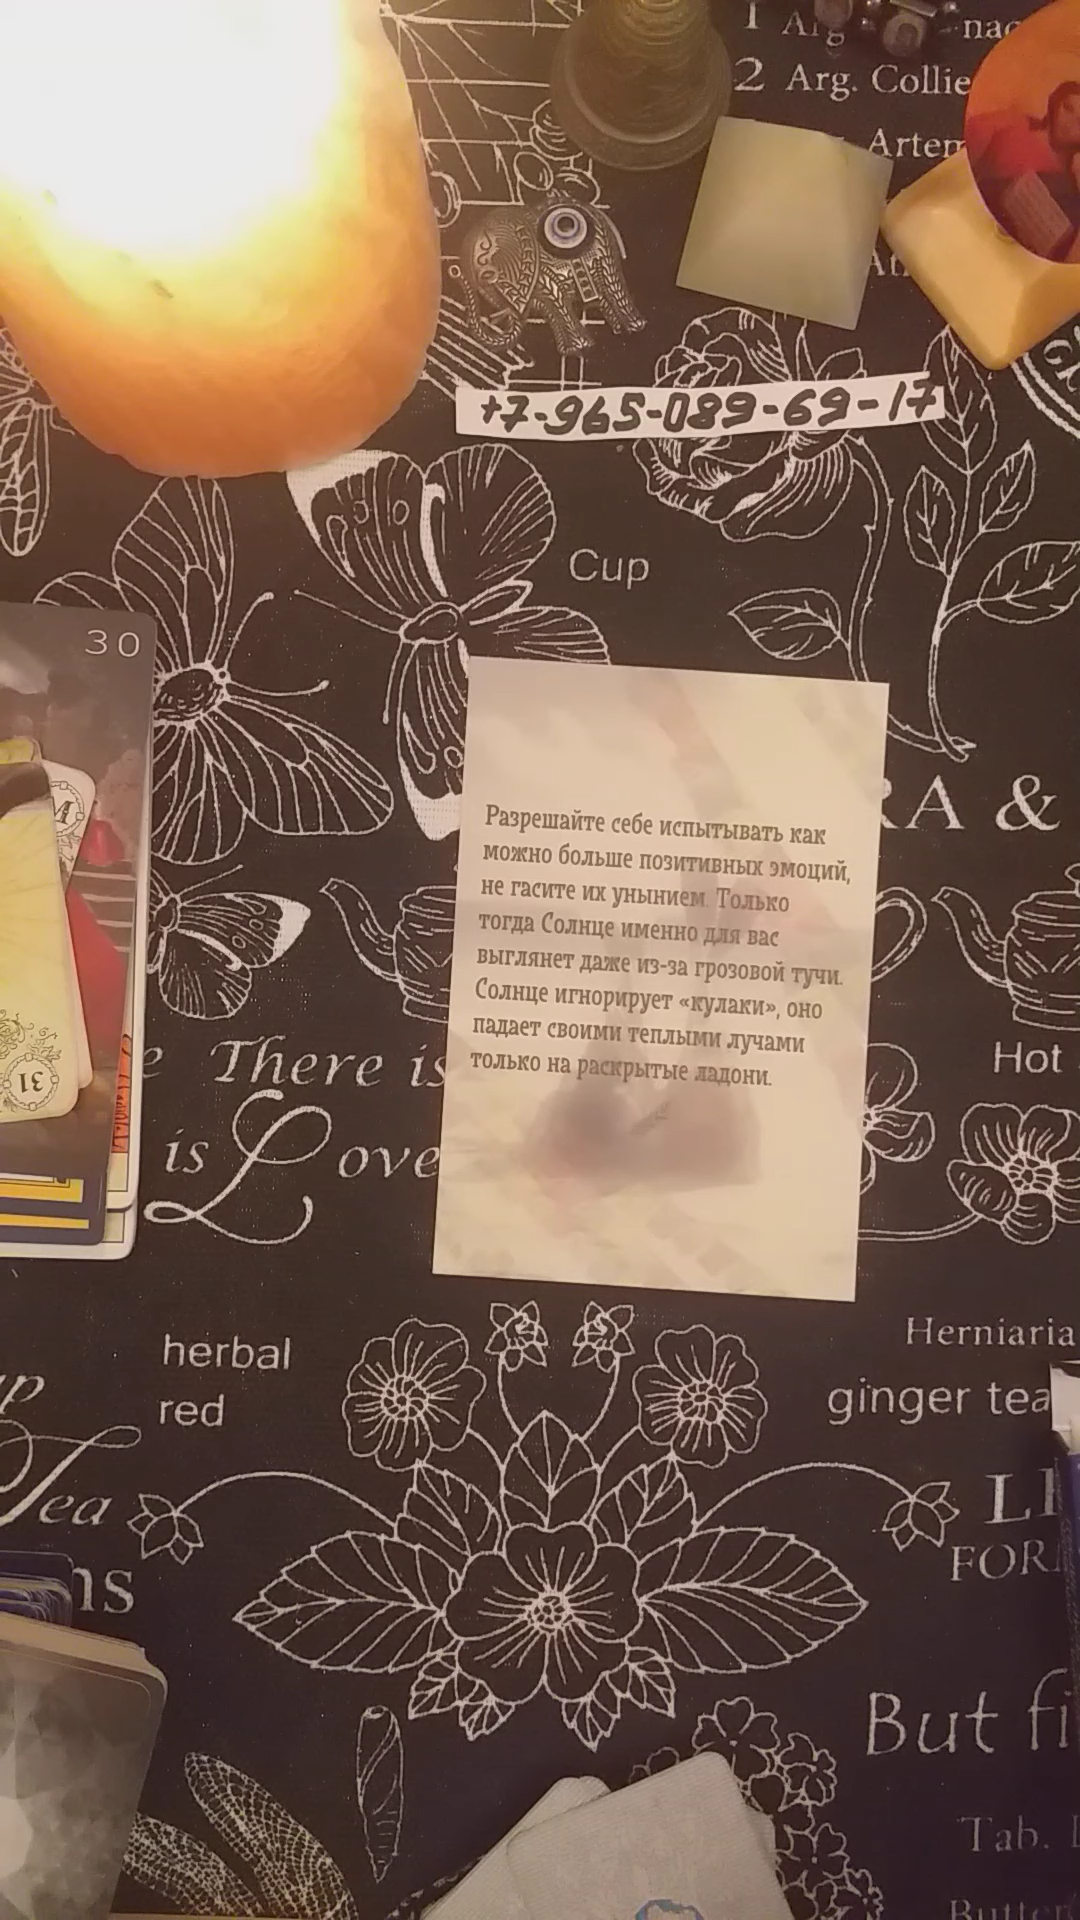 1 Arg
2 Arg. Collie
+7-965-089-69-17
Cup
30
Разрешайте себе испытывать как
можно больше позитивных эмоций,
не гасите их унынием. Только
тогда Солнце именно для вас
выглянет даже из-за грозовой тучи.
Солнце игнорирует «кулаки», оно
падает своими теплыми лучами
только на раскрытые ладони.
A &
31
There is
Hot
is Love
herbal
red
Herniaria
ginger tea
Tea
FOR
But fi
Tab.